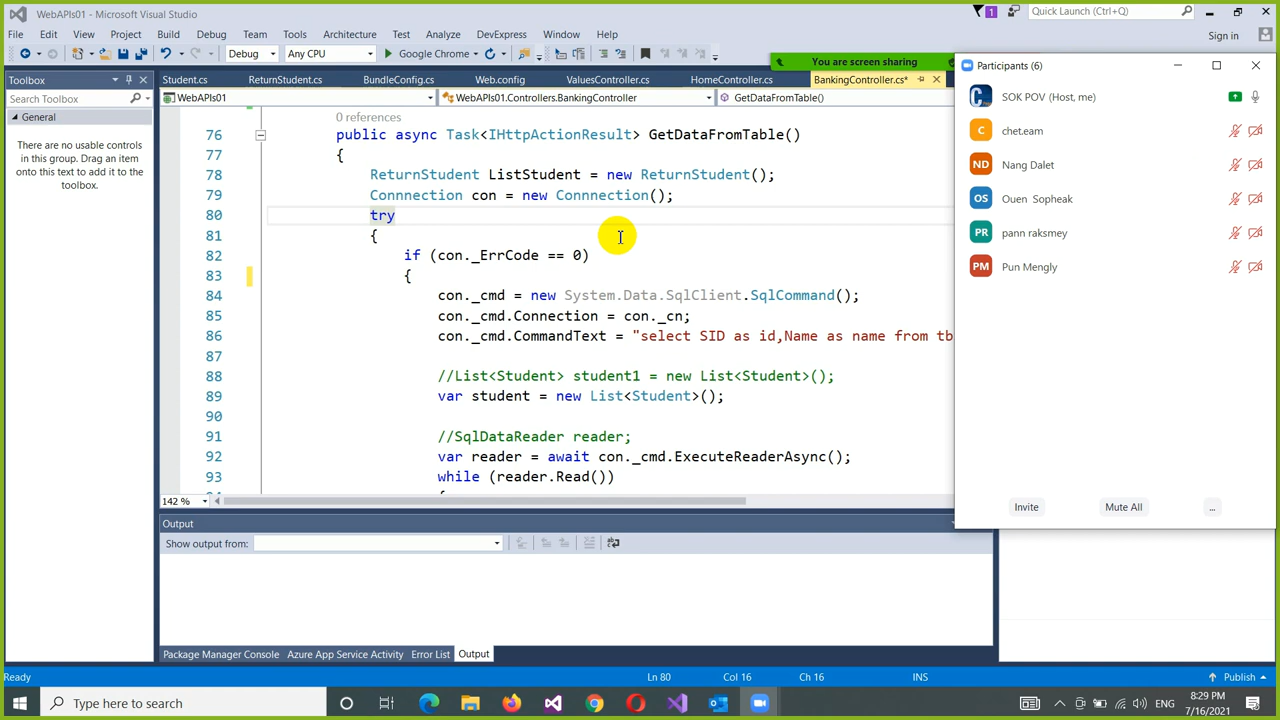 WebAPIs01 - Microsoft Visual Studio
1
Quick Launch (Ctrl+Q)
File Edit View Project Build Debug Team Tools Architecture Test Analyze DevExpress Window Help
Sign in
Debug Any CPU Google Chrome
You are screen sharing
Toolbox
Search Toolbox
General
There are no usable controls
in this group. Drag an item
onto this text to add it to the
toolbox.
Student.cs ReturnStudent.cs BundleConfig.cs Web.config ValuesController.cs HomeController.cs BankingController.cs*
WebAPIs01 WebAPIs01.Controllers.BankingController GetDataFromTable()
0 references
76 public async Task<IHttpActionResult> GetDataFromTable()
77 {
78 ReturnStudent ListStudent = new ReturnStudent();
79 Connnection con = new Connnection();
80 try
81 {
82 if (con._ErrCode == 0)
83 {
84 con._cmd = new System.Data.SqlClient.SqlCommand();
85 con._cmd.Connection = con._cn;
86 con._cmd.CommandText = "select SID as id,Name as name from tb
87
88 //List<Student> student1 = new List<Student>();
89 var student = new List<Student>();
90
91 //SqlDataReader reader;
92 var reader = await con._cmd.ExecuteReaderAsync();
93 while (reader.Read())
142 %
Output
Show output from:
Package Manager Console Azure App Service Activity Error List Output
Participants (6)
SOK POV (Host, me)
C chet.eam
ND Nang Dalet
OS Ouen Sopheak
PR pann raksmey
PM Pun Mengly
Invite Mute All ...
Ready Ln 80 Col 16 Ch 16 INS Publish
Type here to search
ENG
8:29 PM
7/16/2021